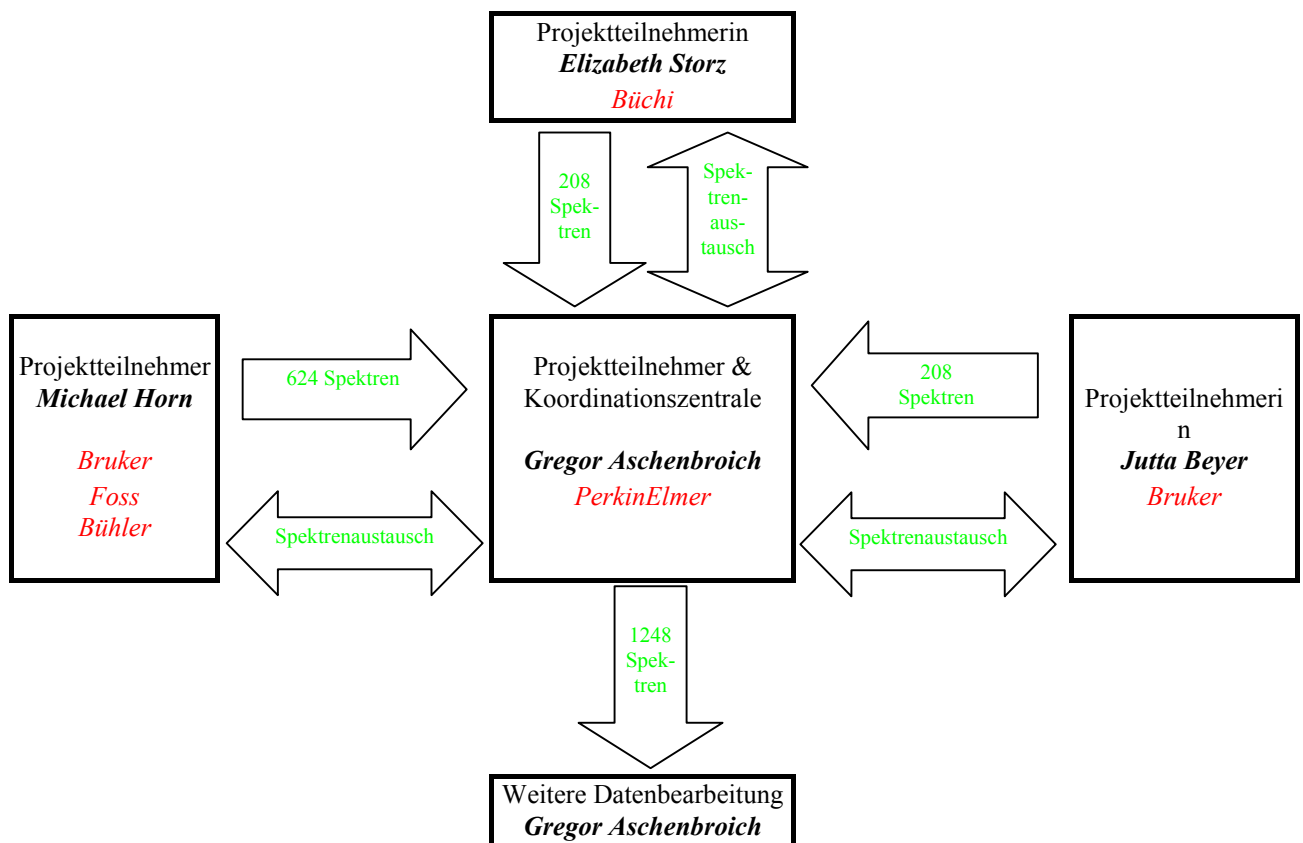 Projektteilnehmerin
Elizabeth Storz
Büchi
208
Spek-
tren
Spek-
tren-
aus-
tausch
Projektteilnehmer
Michael Horn
Bruker
Foss
Bühler
624 Spektren
Spektrenaustausch
Projektteilnehmer &
Koordinationszentrale
Gregor Aschenbroich
PerkinElmer
208
Spektren
Spektrenaustausch
Projektteilnehmeri
n
Jutta Beyer
Bruker
1248
Spek-
tren
Weitere Datenbearbeitung
Gregor Aschenbroich